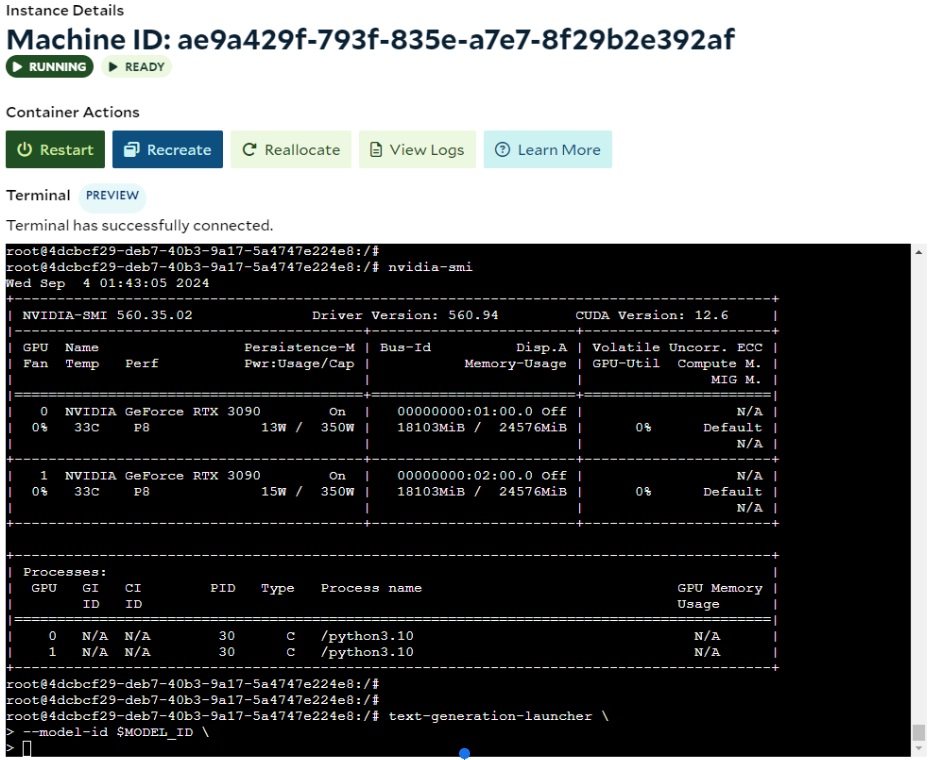 Instance Details
Machine ID: ae9a429f-793f-835e-a7e7-8f29b2e392af
RUNNING READY
Container Actions
Restart Recreate Reallocate View Logs Learn More
Terminal PREVIEW
Terminal has successfully connected.
root@4dcbcf29-deb7-40b3-9a17-5a4747e224e8:/#
root@4dcbcf29-deb7-40b3-9a17-5a4747e224e8:/# nvidia-smi
Wed Sep  4 01:43:05 2024
+-----------------------------------------------------------------------------------------+
| NVIDIA-SMI 560.35.02              Driver Version: 560.94         CUDA Version: 12.6     |
|-----------------------------------------+------------------------+----------------------+
| GPU  Name                 Persistence-M | Bus-Id          Disp.A | Volatile Uncorr. ECC |
| Fan  Temp   Perf          Pwr:Usage/Cap |           Memory-Usage | GPU-Util  Compute M. |
|                                         |                        |               MIG M. |
|=========================================+========================+======================|
|   0  NVIDIA GeForce RTX 3090        On  |   00000000:01:00.0 Off |                  N/A |
|  0%   33C    P8             13W /  350W |   18103MiB /  24576MiB |      0%      Default |
|                                         |                        |                  N/A |
+-----------------------------------------+------------------------+----------------------+
|   1  NVIDIA GeForce RTX 3090        On  |   00000000:02:00.0 Off |                  N/A |
|  0%   33C    P8             15W /  350W |   18103MiB /  24576MiB |      0%      Default |
|                                         |                        |                  N/A |
+-----------------------------------------+------------------------+----------------------+
+-----------------------------------------------------------------------------------------+
| Processes:                                                                              |
|  GPU   GI   CI        PID   Type   Process name                              GPU Memory |
|        ID   ID                                                               Usage      |
|=========================================================================================|
|    0   N/A  N/A        30      C   /python3.10                                 N/A      |
|    1   N/A  N/A        30      C   /python3.10                                 N/A      |
+-----------------------------------------------------------------------------------------+
root@4dcbcf29-deb7-40b3-9a17-5a4747e224e8:/#
root@4dcbcf29-deb7-40b3-9a17-5a4747e224e8:/#
root@4dcbcf29-deb7-40b3-9a17-5a4747e224e8:/# text-generation-launcher \
> --model-id $MODEL_ID \
>